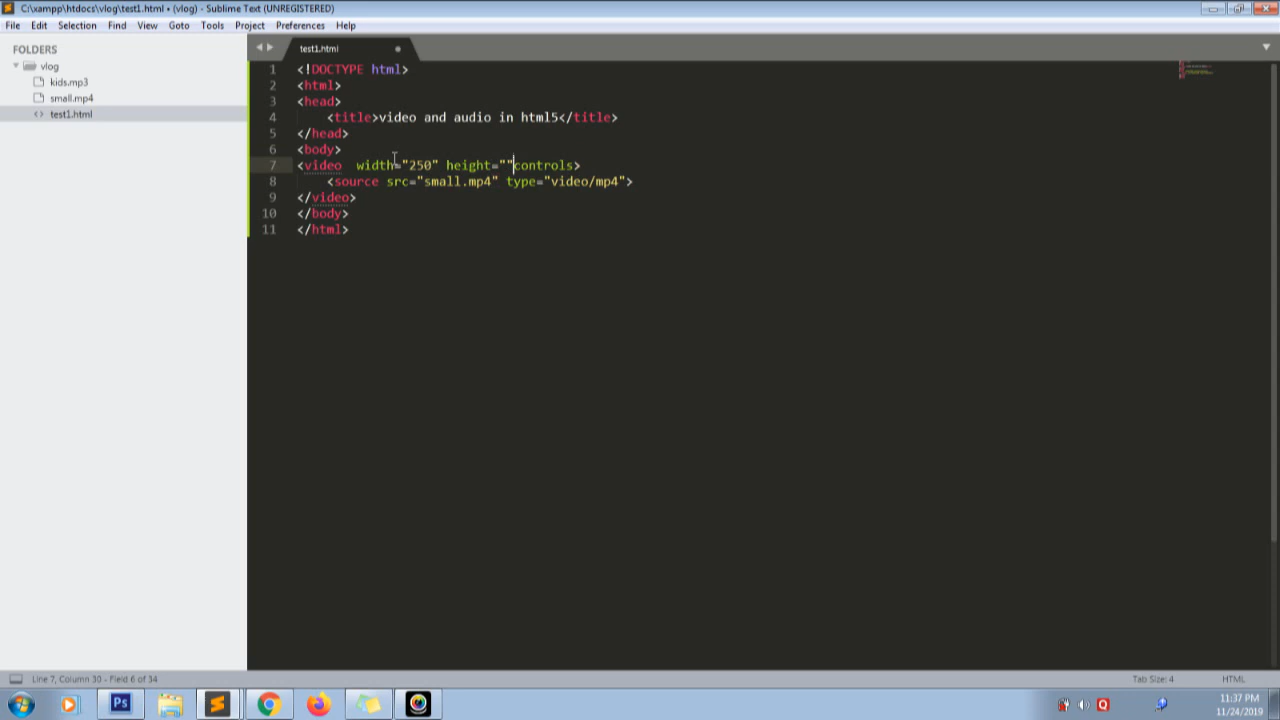 C:\xampp\htdocs\vlog\test1.html • (vlog) - Sublime Text (UNREGISTERED)
File Edit Selection Find View Goto Tools Project Preferences Help
FOLDERS
vlog
kids.mp3
small.mp4
<> test1.html
test1.html
1 <!DOCTYPE html>
2 <html>
3 <head>
4 <title>video and audio in html5</title>
5 </head>
6 <body>
7 <video  width="250" height=""controls>
8 <source src="small.mp4" type="video/mp4">
9 </video>
10 </body>
11 </html>
Line 7, Column 30 - Field 6 of 34
Tab Size: 4
HTML
Ps
Q
11:37 PM
11/24/2019